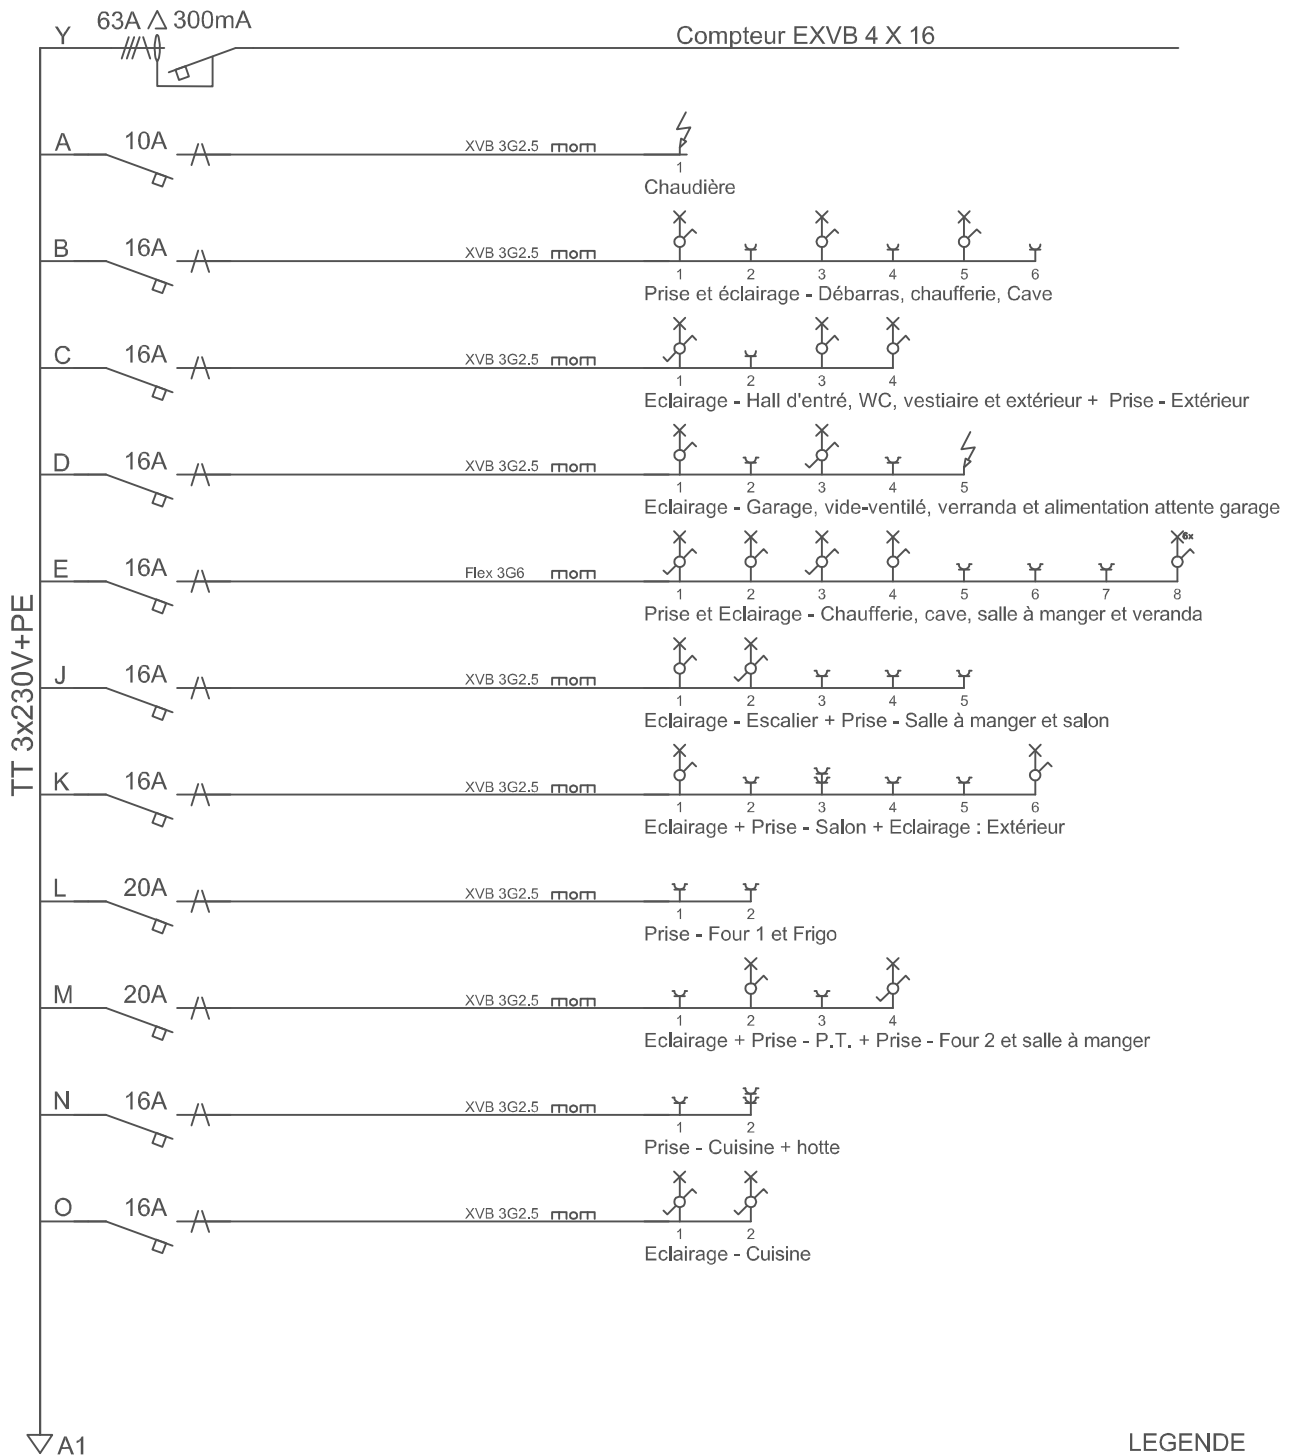 63A △ 300mA
Y
Compteur EXVB 4 X 16
A 10A XVB 3G2.5
1
Chaudière
B 16A XVB 3G2.5
1 2 3 4 5 6
Prise et éclairage - Débarras, chaufferie, Cave
C 16A XVB 3G2.5
1 2 3 4
Eclairage - Hall d'entré, WC, vestiaire et extérieur + Prise - Extérieur
D 16A XVB 3G2.5
1 2 3 4 5
Eclairage - Garage, vide-ventilé, verranda et alimentation attente garage
6x
E 16A Flex 3G6
1 2 3 4 5 6 7 8
Prise et Eclairage - Chaufferie, cave, salle à manger et veranda
TT 3x230V+PE
J 16A XVB 3G2.5
1 2 3 4 5
Eclairage - Escalier + Prise - Salle à manger et salon
K 16A XVB 3G2.5
1 2 3 4 5 6
Eclairage + Prise - Salon + Eclairage : Extérieur
L 20A XVB 3G2.5
1 2
Prise - Four 1 et Frigo
M 20A XVB 3G2.5
1 2 3 4
Eclairage + Prise - P.T. + Prise - Four 2 et salle à manger
N 16A XVB 3G2.5
1 2
Prise - Cuisine + hotte
O 16A XVB 3G2.5
1 2
Eclairage - Cuisine
A1
LEGENDE